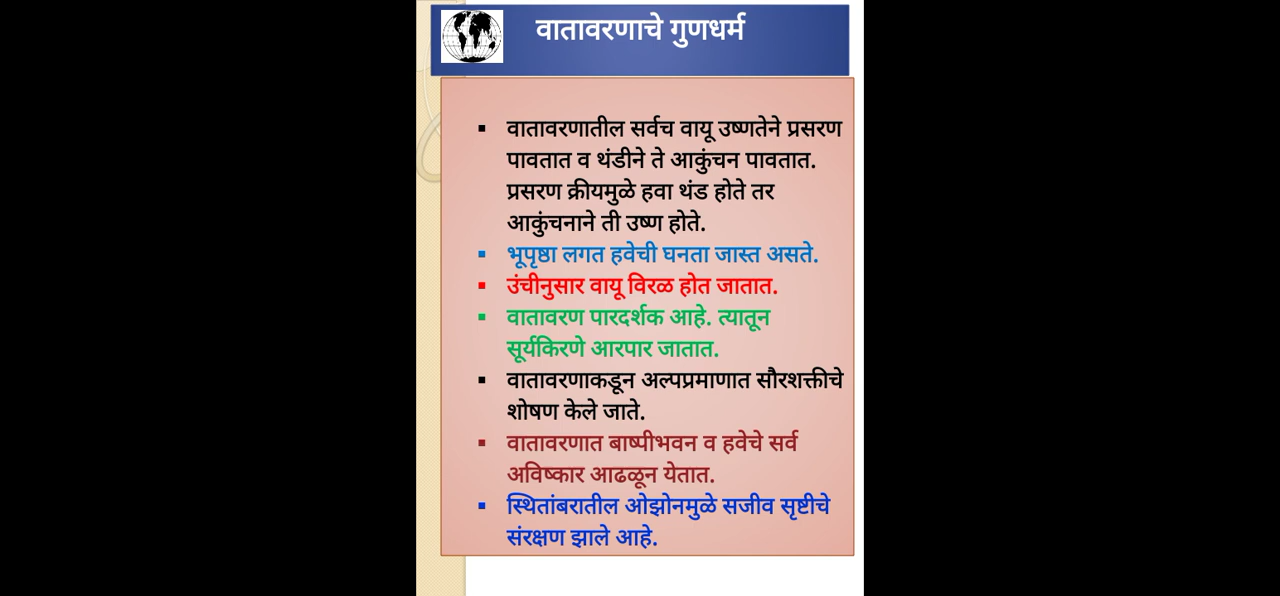 वातावरणाचे गुणधर्म
वातावरणातील सर्वच वायू उष्णतेने प्रसरण
पावतात व थंडीने ते आकुंचन पावतात.
प्रसरण क्रीयमुळे हवा थंड होते तर
आकुंचनाने ती उष्ण होते.
भूपृष्ठा लगत हवेची घनता जास्त असते.
उंचीनुसार वायू विरळ होत जातात.
वातावरण पारदर्शक आहे. त्यातून
सूर्यकिरणे आरपार जातात.
वातावरणाकडून अल्पप्रमाणात सौरशक्तीचे
शोषण केले जाते.
वातावरणात बाष्पीभवन व हवेचे सर्व
अविष्कार आढळून येतात.
स्थितांबरातील ओझोनमुळे सजीव सृष्टीचे
संरक्षण झाले आहे.